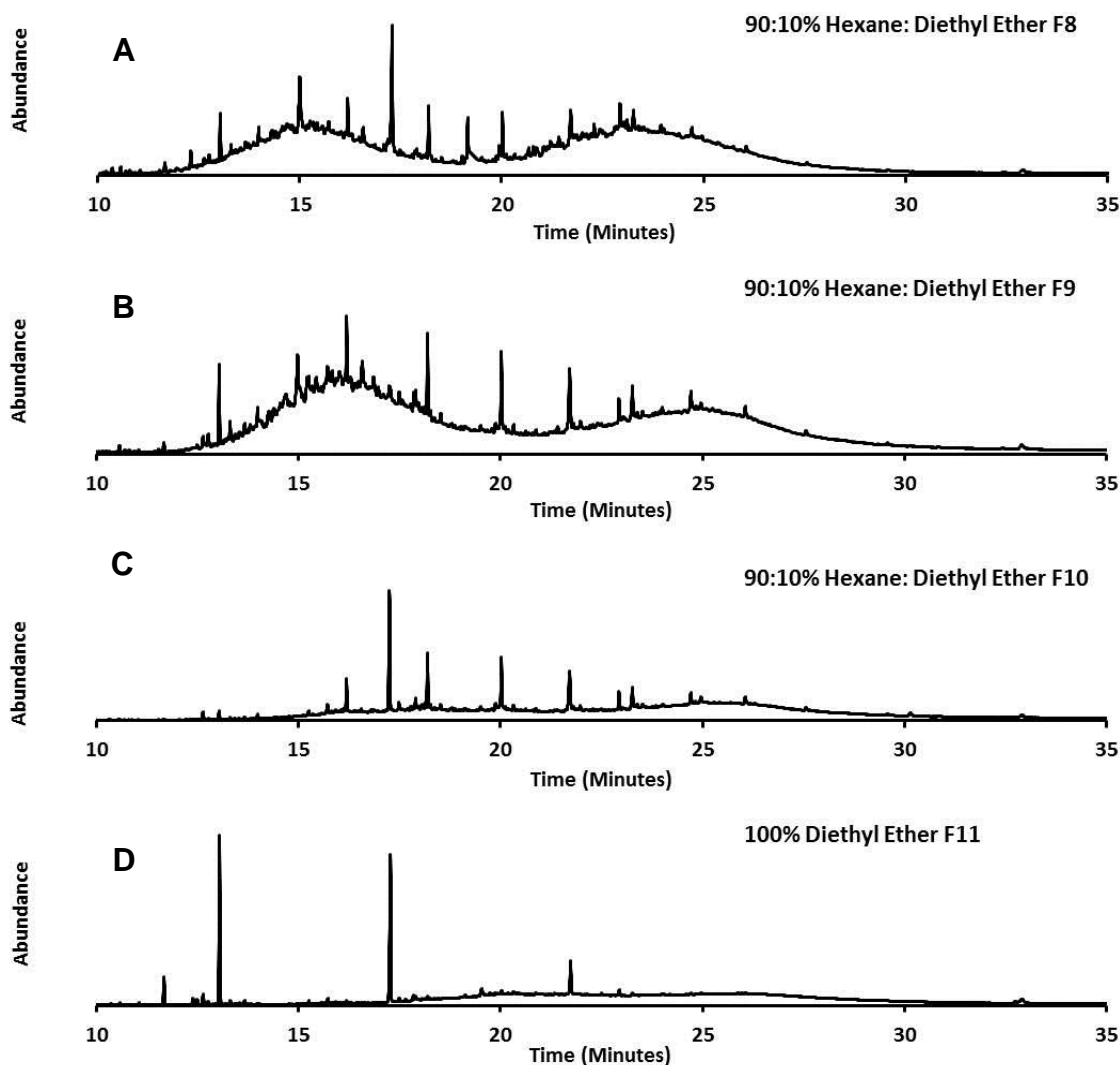 90:10% Hexane: Diethyl Ether F8
A
Abundance
10 15 20 25 30 35
Time (Minutes)
90:10% Hexane: Diethyl Ether F9
B
Abundance
10 15 20 25 30 35
Time (Minutes)
C
90:10% Hexane: Diethyl Ether F10
Abundance
10 15 20 25 30 35
Time (Minutes)
100% Diethyl Ether F11
D
Abundance
10 15 20 25 30 35
Time (Minutes)